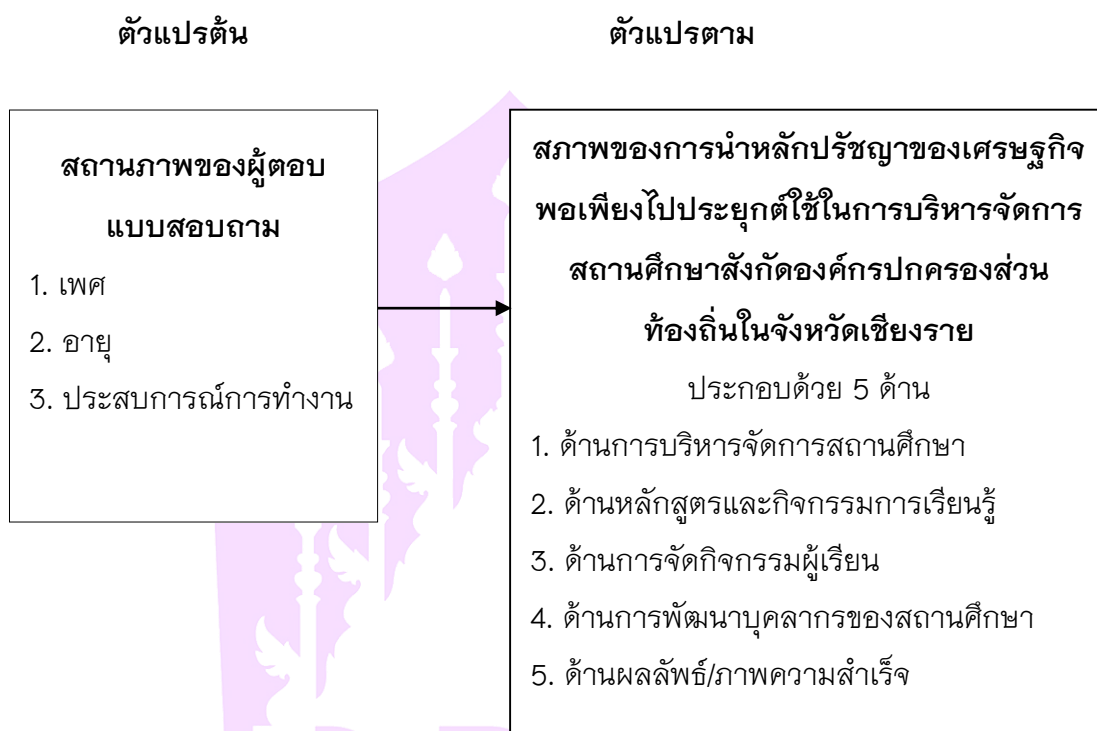 ตัวแปรต้น
ตัวแปรตาม
สถานภาพของผู้ตอบ
แบบสอบถาม
1. เพศ
2. อายุ
3. ประสบการณ์การทำงาน
สภาพของการนำหลักปรัชญาของเศรษฐกิจ
พอเพียงไปประยุกต์ใช้ในการบริหารจัดการ
สถานศึกษาสังกัดองค์กรปกครองส่วน
ท้องถิ่นในจังหวัดเชียงราย
ประกอบด้วย 5 ด้าน
1. ด้านการบริหารจัดการสถานศึกษา
2. ด้านหลักสูตรและกิจกรรมการเรียนรู้
3. ด้านการจัดกิจกรรมผู้เรียน
4. ด้านการพัฒนาบุคลากรของสถานศึกษา
5. ด้านผลลัพธ์/ภาพความสำเร็จ